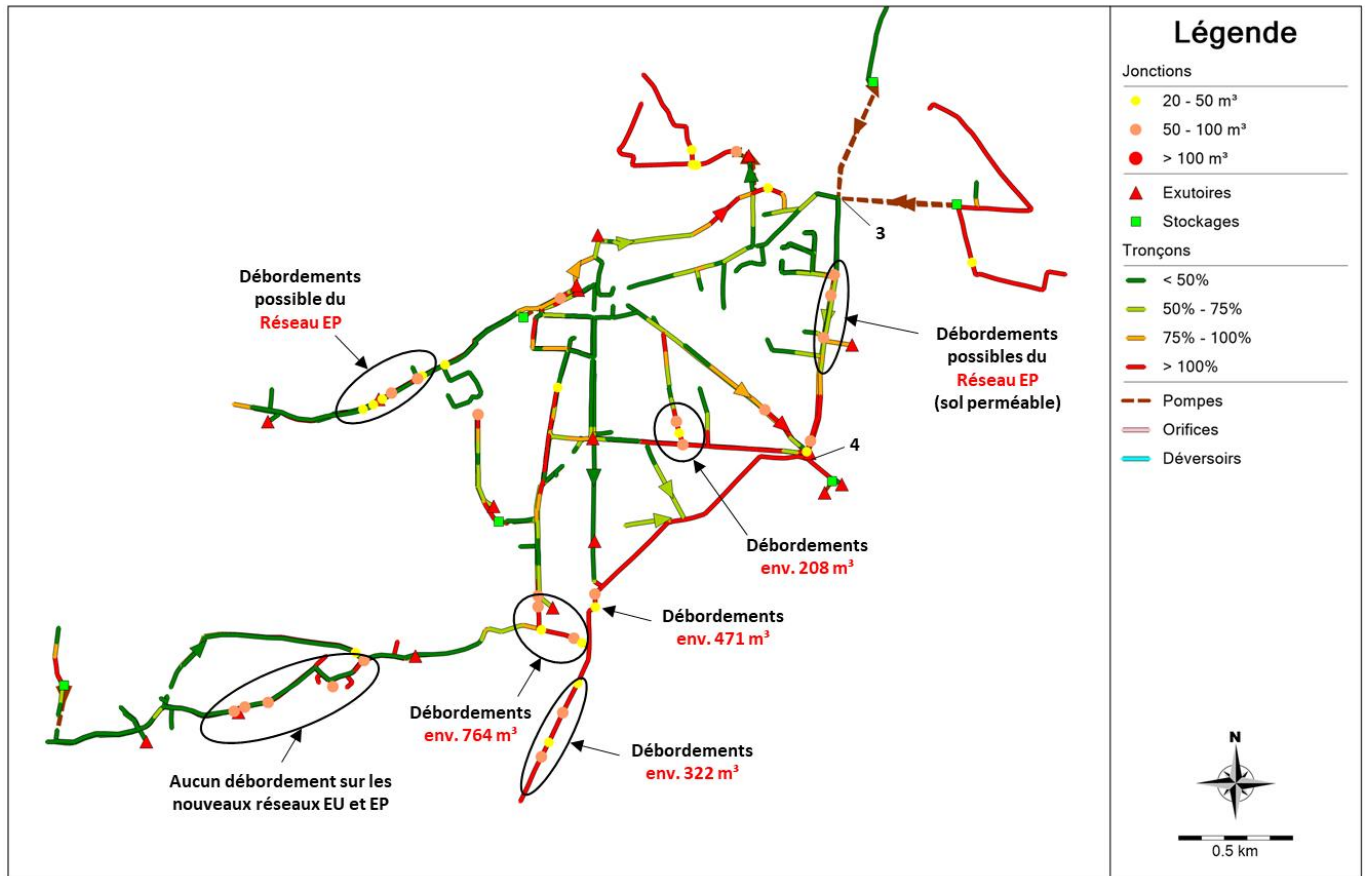 3
Débordements
possible du
Réseau EP
Débordements
possibles du
Réseau EP
(sol perméable)
4
Débordements
env. 208 m³
Débordements
env. 471 m³
Débordements
env. 764 m³
Débordements
env. 322 m³
Aucun débordement sur les
nouveaux réseaux EU et EP
Légende
Jonctions
20 - 50 m³
50 - 100 m³
> 100 m³
Exutoires
Stockages
Tronçons
< 50%
50% - 75%
75% - 100%
> 100%
Pompes
Orifices
Déversoirs
N
0.5 km